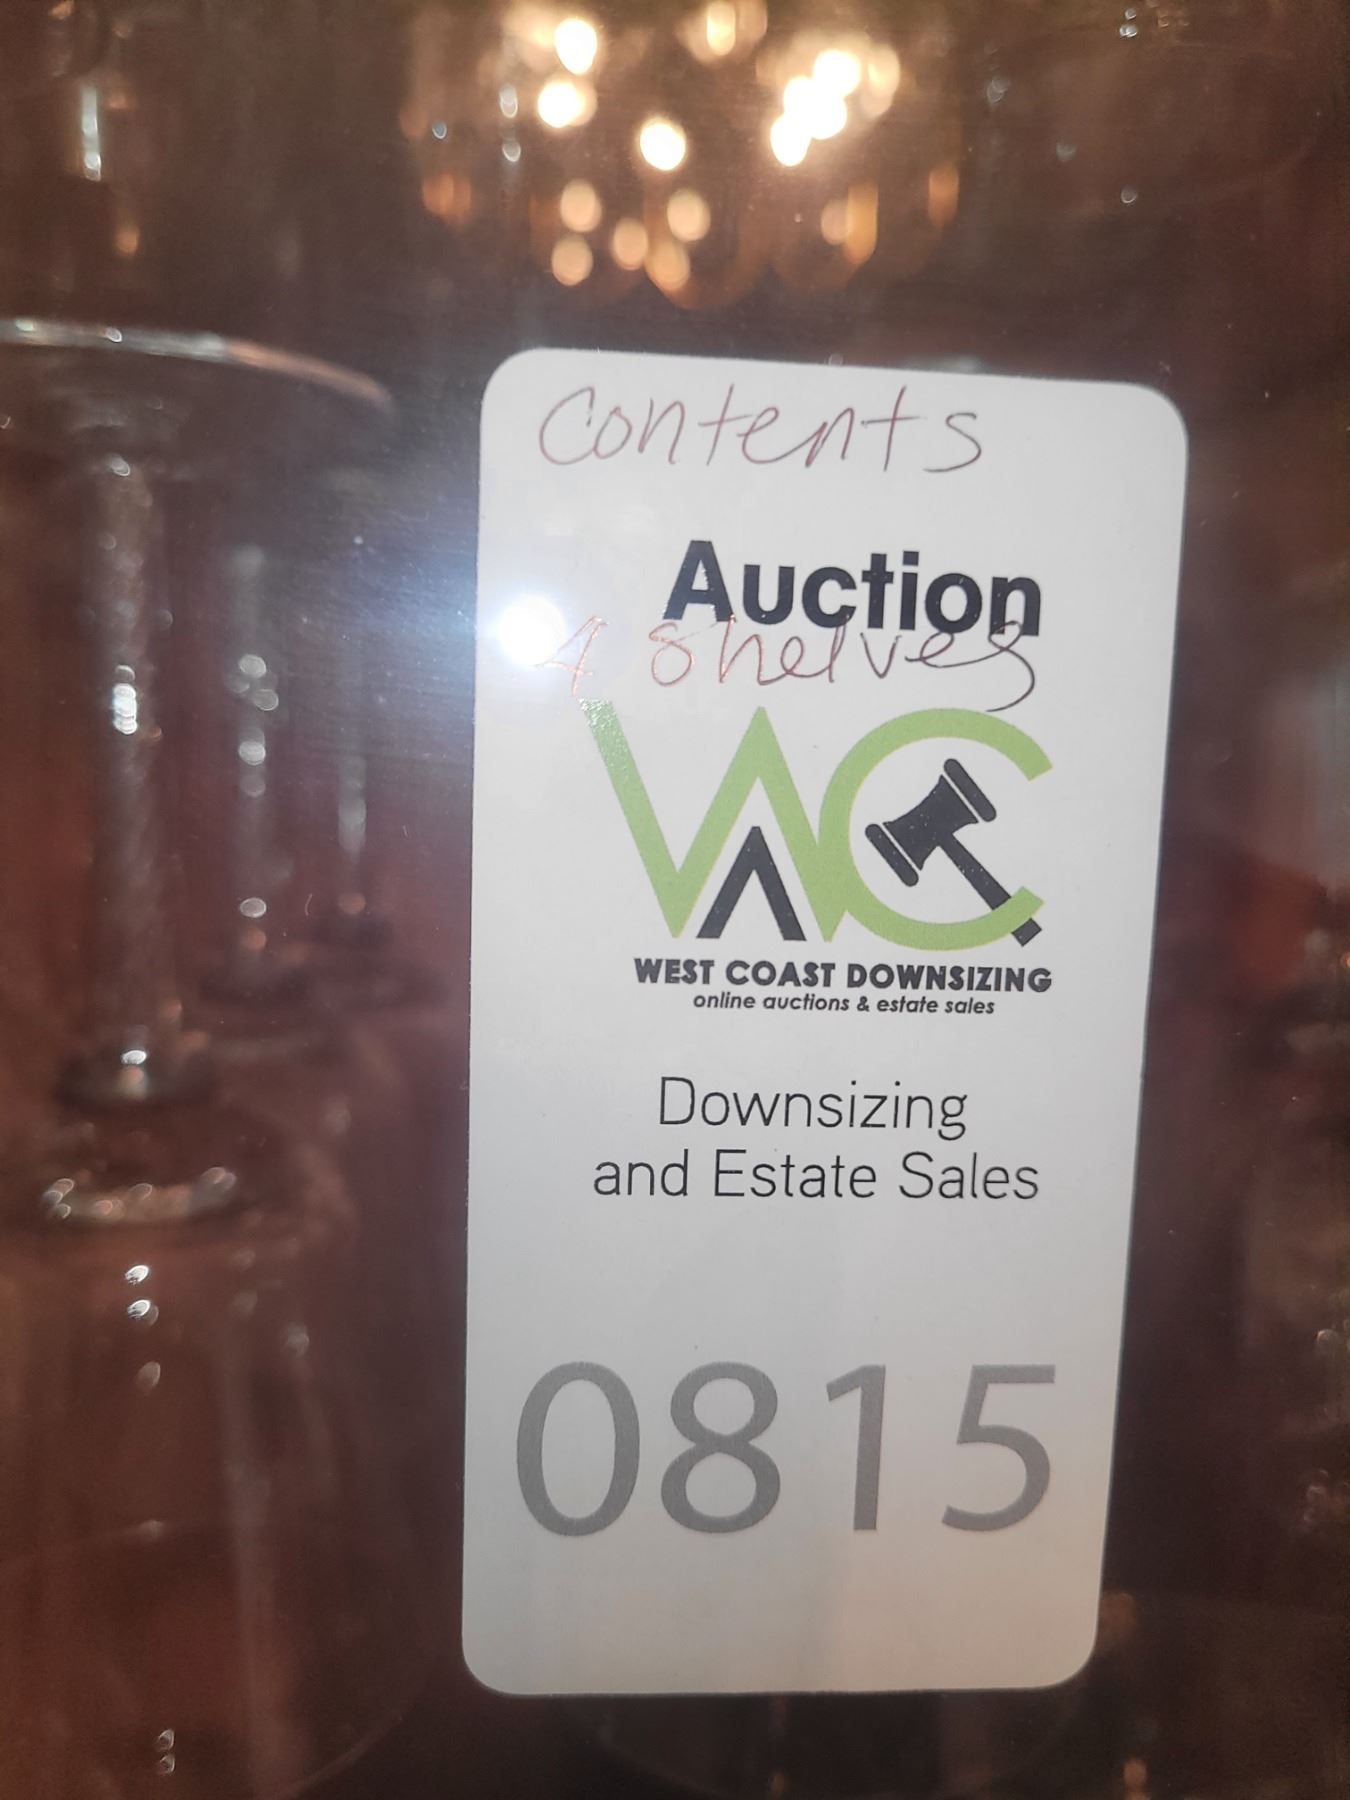 contents
Auction
4 shelves
WC
WEST COAST DOWNSIZING
online auctions & estate sales
Downsizing
and Estate Sales
0815